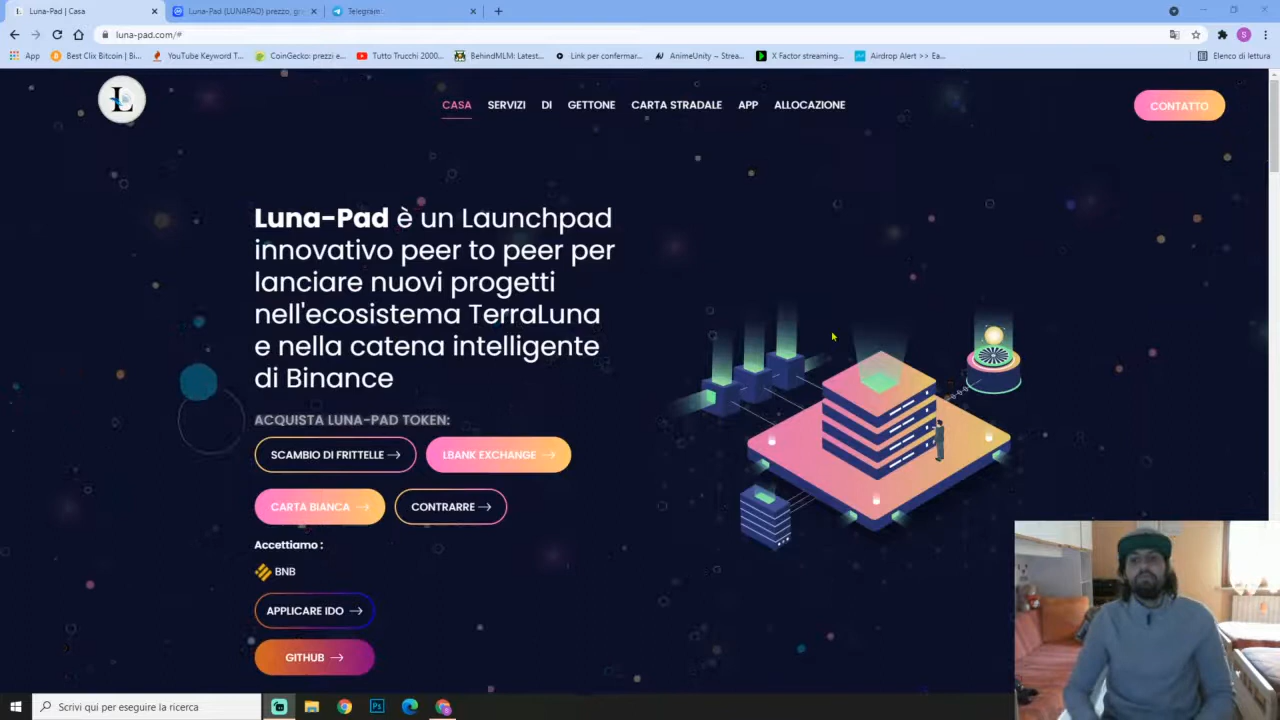 Luna-Pad | Casa
Luna-Pad (LUNAPAD) prezzo, gra
Telegram:
luna-pad.com/#
App
Best Clix Bitcoin | Bi...
YouTube Keyword T...
CoinGecko: prezzi e...
Tutto Trucchi 2000...
BehindMLM: Latest...
Link per confermar...
AnimeUnity ~ Strea...
X Factor streaming...
Airdrop Alert >> Ea...
Elenco di lettura
L
CASA
SERVIZI
DI
GETTONE
CARTA STRADALE
APP
ALLOCAZIONE
CONTATTO
Luna-Pad è un Launchpad
innovativo peer to peer per
lanciare nuovi progetti
nell'ecosistema TerraLuna
e nella catena intelligente
di Binance
ACQUISTA LUNA-PAD TOKEN:
SCAMBIO DI FRITTELLE
LBANK EXCHANGE
CARTA BIANCA
CONTRARRE
Accettiamo :
BNB
APPLICARE IDO
GITHUB
Scrivi qui per eseguire la ricerca